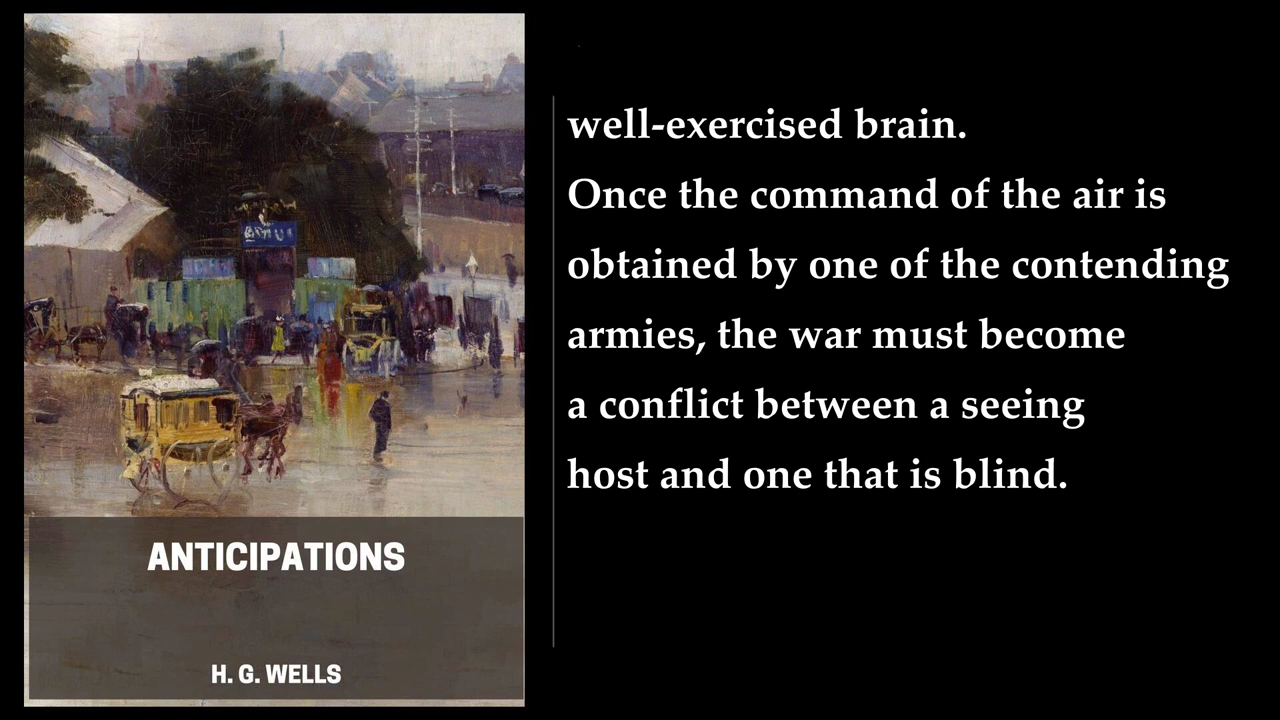 ANTICIPATIONS
H. G. WELLS
well-exercised brain.
Once the command of the air is
obtained by one of the contending
armies, the war must become
a conflict between a seeing
host and one that is blind.